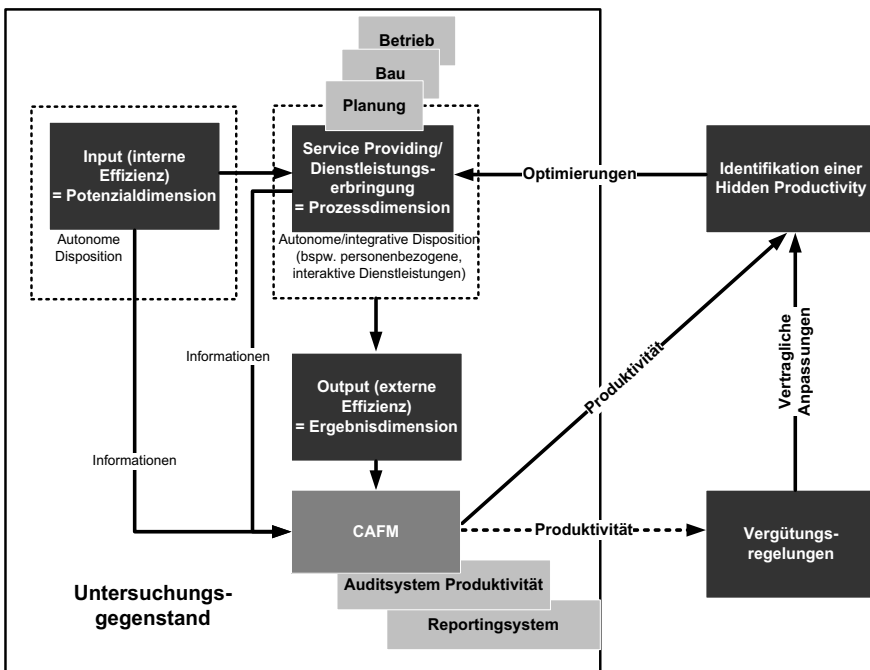 Betrieb
Bau
Planung
Input (interne
Effizienz)
= Potenzialdimension
Autonome
Disposition
Service Providing/
Dienstleistungs-
erbringung
= Prozessdimension
Autonome/integrative Disposition
(bspw. personenbezogene,
interaktive Dienstleistungen)
Optimierungen
Identifikation einer
Hidden Productivity
Informationen
Informationen
Output (externe
Effizienz)
= Ergebnisdimension
Produktivität
Vertragliche
Anpassungen
CAFM
Produktivität
Vergütungs-
regelungen
Auditsystem Produktivität
Reportingsystem
Untersuchungs-
gegenstand